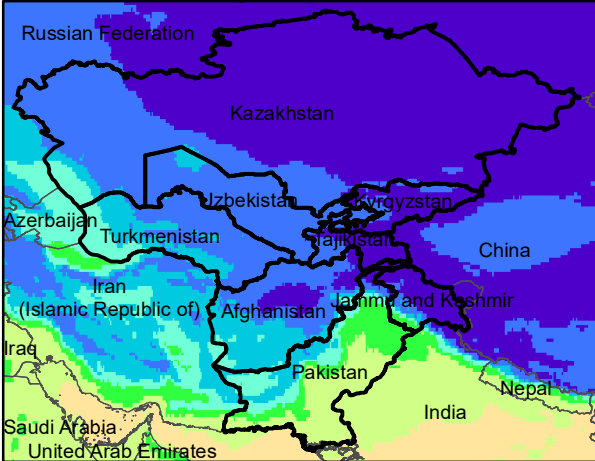 Russian Federation
Kazakhstan
Uzbekistan
Kyrgyzstan
Azerbaijan
Turkmenistan
Tajikistan
China
Iran
(Islamic Republic of)
Afghanistan
Jammu and Kashmir
Iraq
Pakistan
Nepal
India
Saudi Arabia
United Arab Emirates